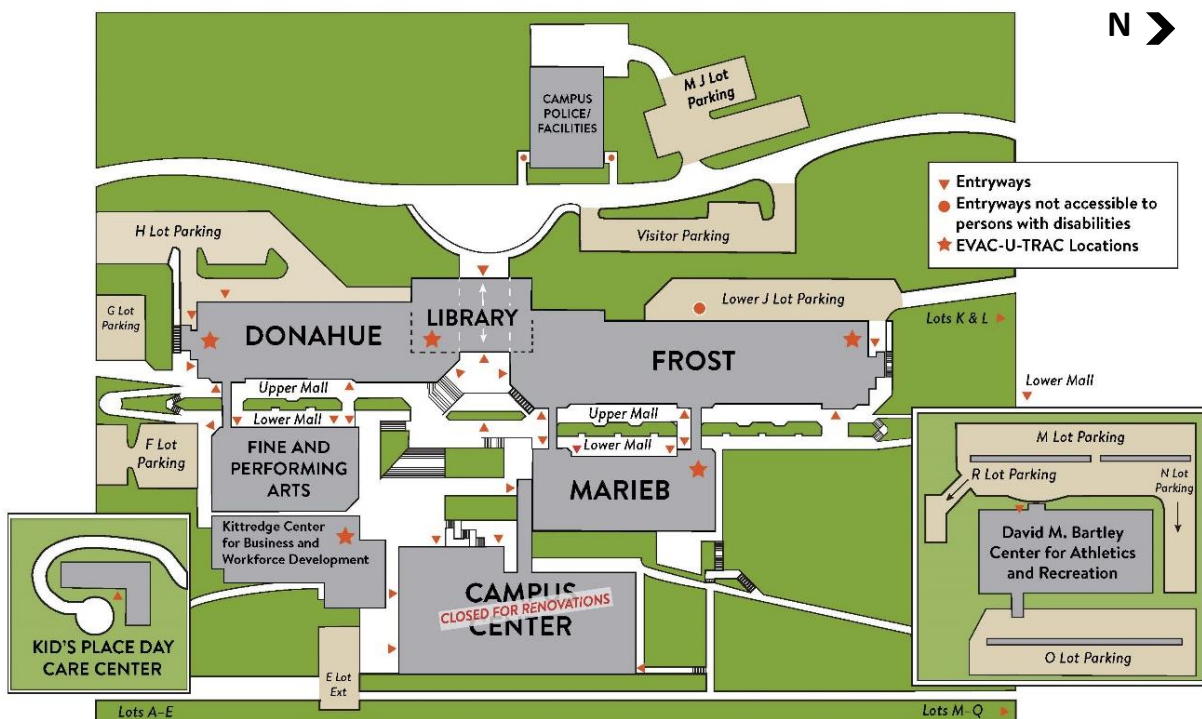 N
M J Lot
Parking
CAMPUS
POLICE/
FACILITIES
Entryways
Entryways not accessible to
persons with disabilities
EVAC-U-TRAC Locations
H Lot Parking
Visitor Parking
G Lot
Parking
Lower J Lot Parking
Lots K & L
LIBRARY
DONAHUE
FROST
Upper Mall
Lower Mall
Upper Mall
Lower Mall
Lower Mall
F Lot
Parking
FINE AND
PERFORMING
ARTS
MARIEB
M Lot Parking
R Lot Parking
N Lot
Parking
Kittredge Center
for Business and
Workforce Development
David M. Bartley
Center for Athletics
and Recreation
CAMPUS
CLOSED FOR RENOVATIONS
CENTER
KID'S PLACE DAY
CARE CENTER
O Lot Parking
E Lot
Ext
Lots A-E
Lots M-Q